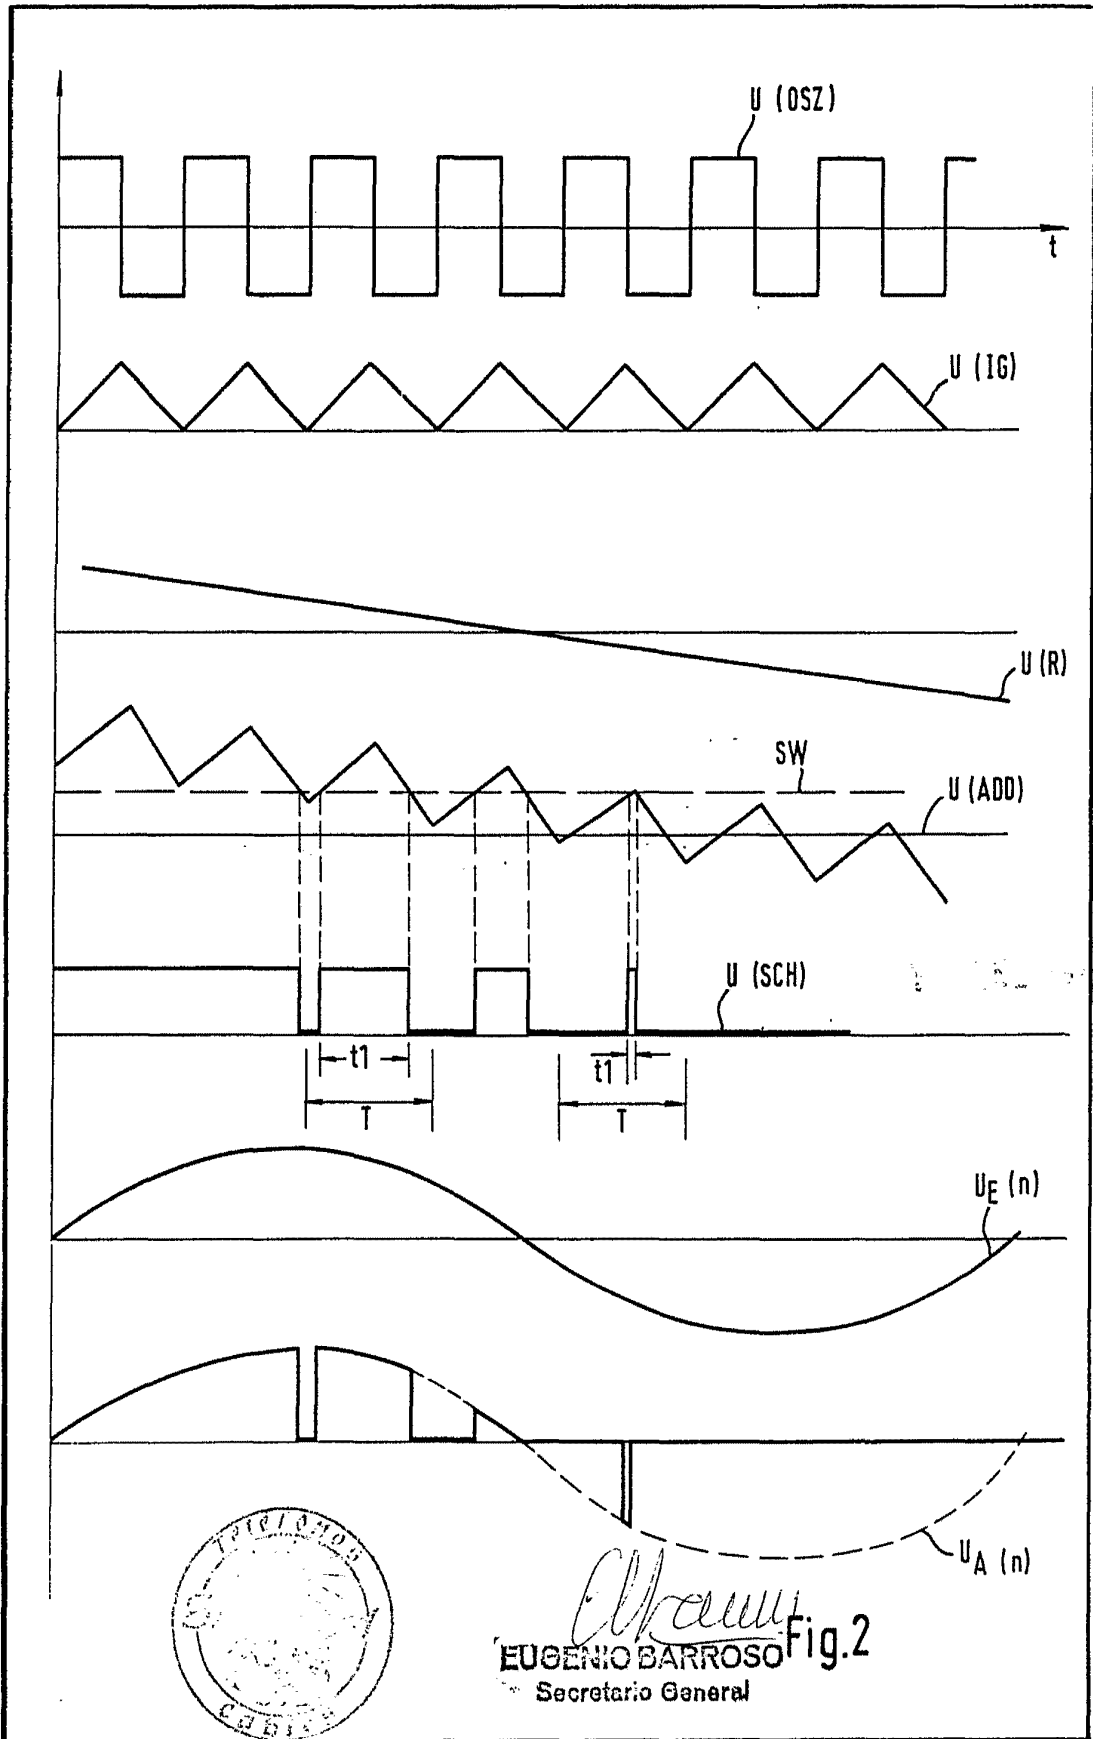 U (OSZ)
t
U (IG)
U (R)
SW
U (ADD)
U (SCH)
t1
t1
T
T
UE (n)
UA (n)
Fig.2
EUGENIO BARROSO
Secretario General